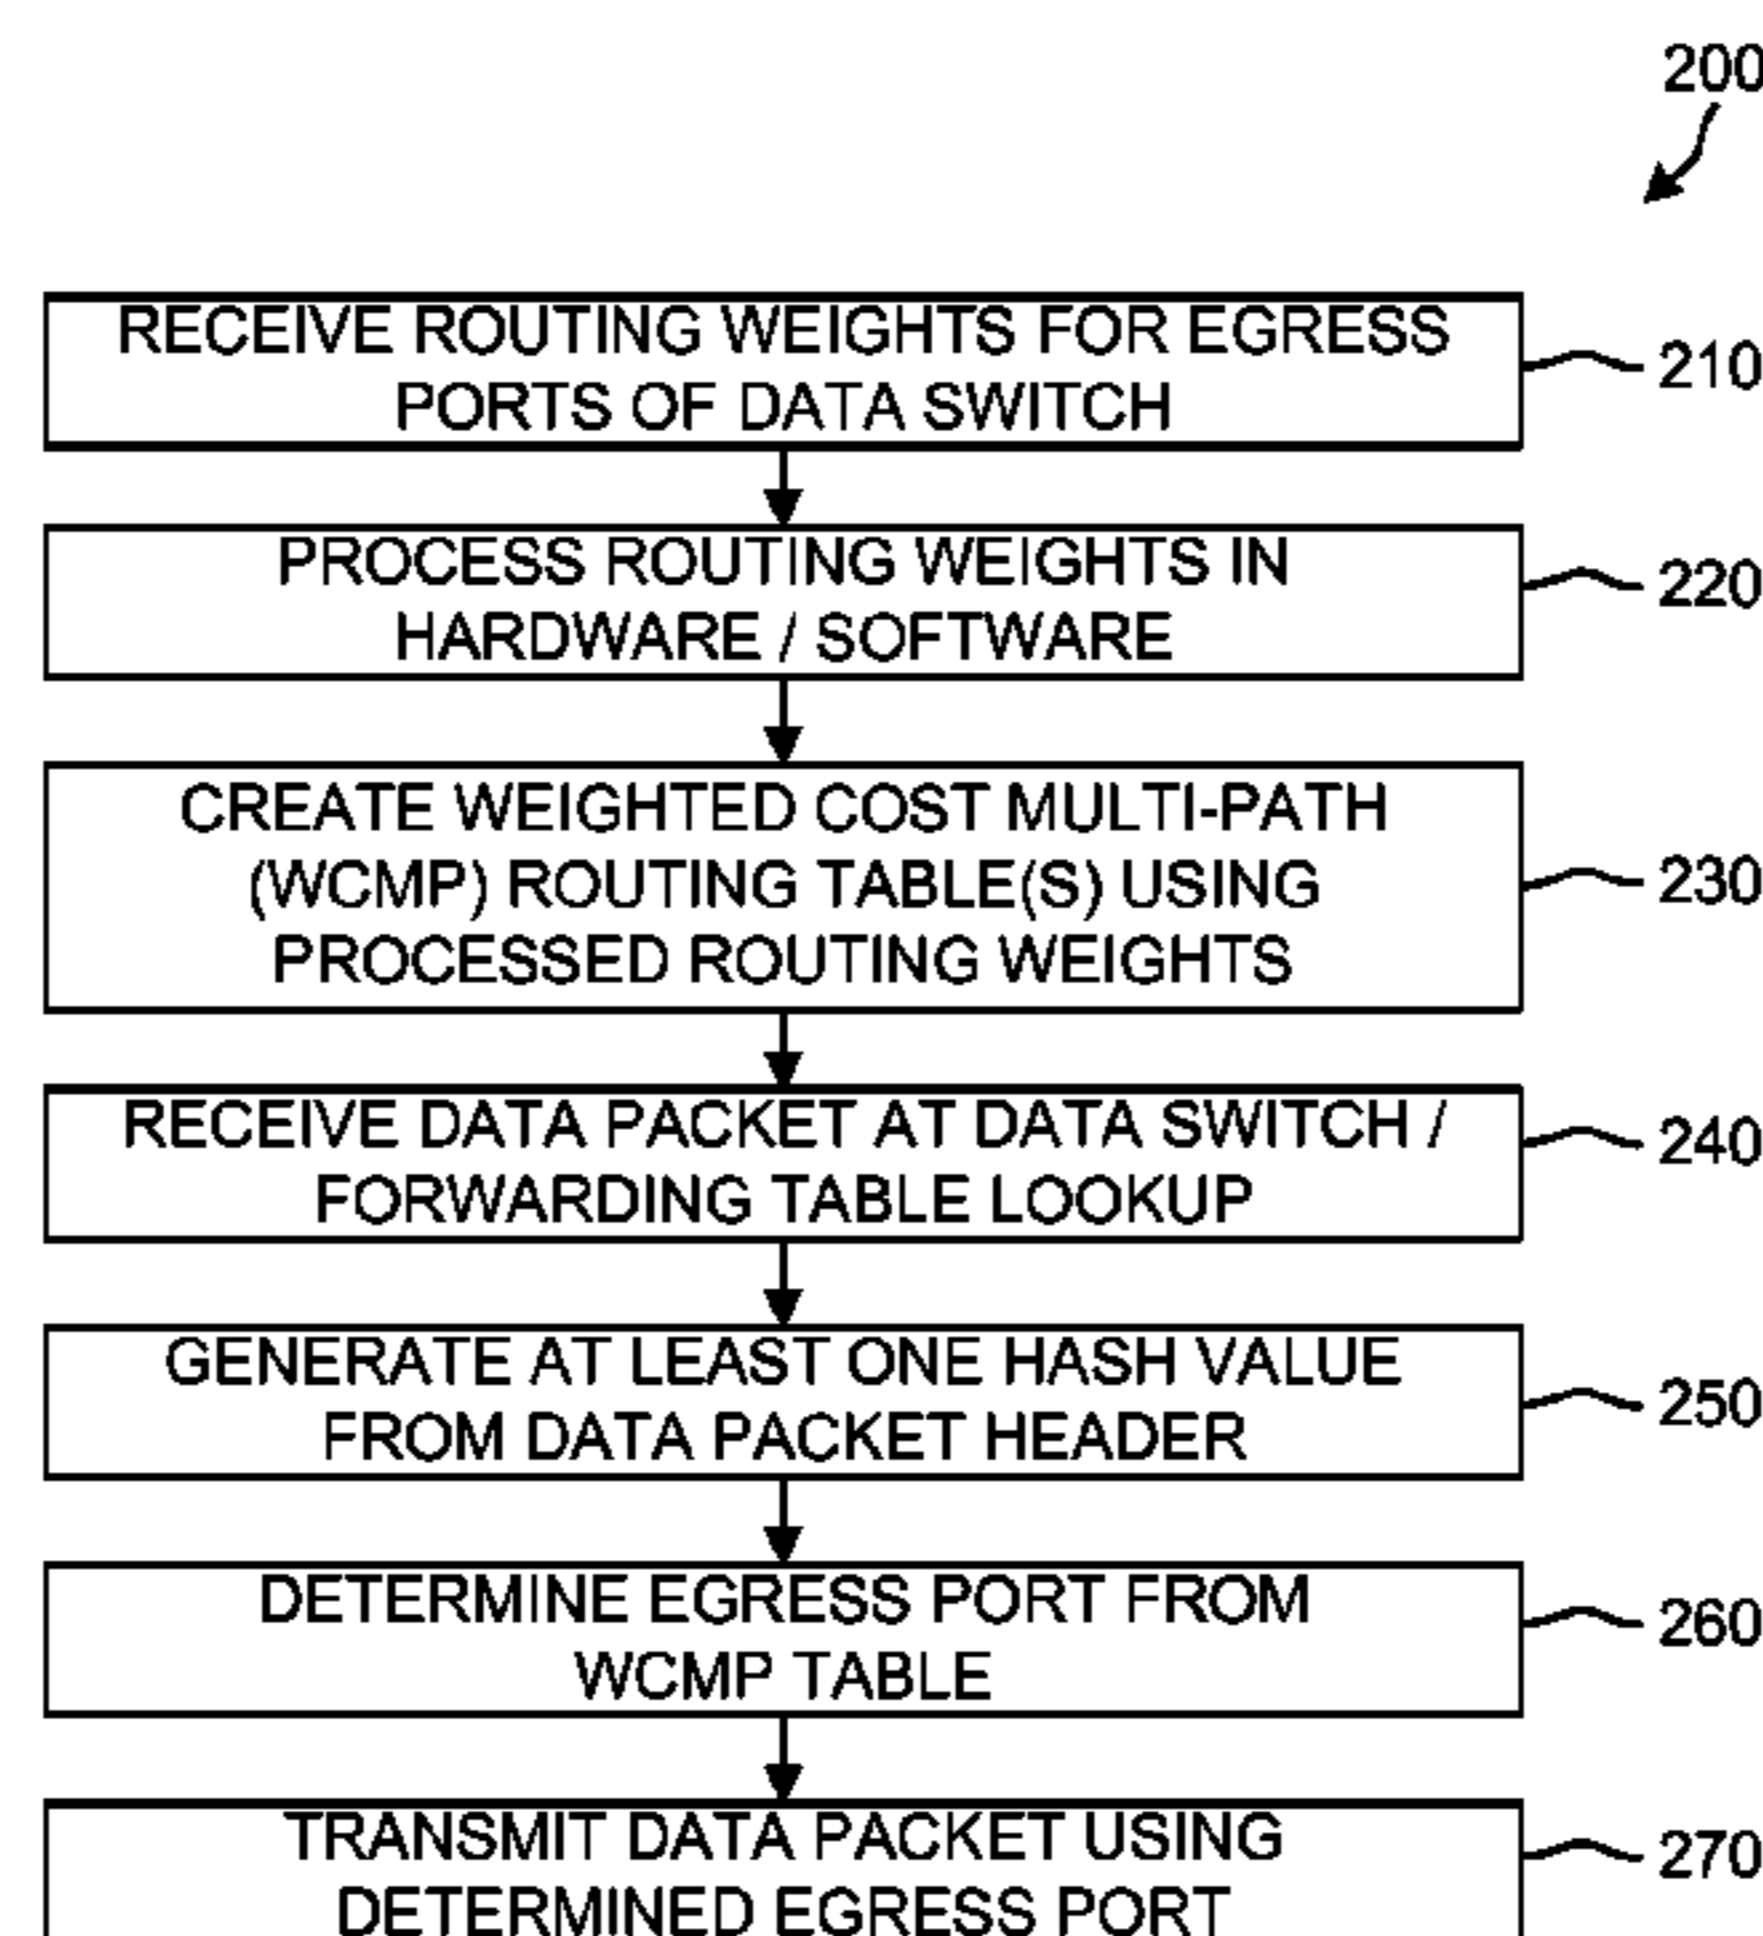 200
RECEIVE ROUTING WEIGHTS FOR EGRESS
PORTS OF DATA SWITCH
210
PROCESS ROUTING WEIGHTS IN
HARDWARE / SOFTWARE
220
CREATE WEIGHTED COST MULTI-PATH
(WCMP) ROUTING TABLE(S) USING
PROCESSED ROUTING WEIGHTS
230
RECEIVE DATA PACKET AT DATA SWITCH /
FORWARDING TABLE LOOKUP
240
GENERATE AT LEAST ONE HASH VALUE
FROM DATA PACKET HEADER
250
DETERMINE EGRESS PORT FROM
WCMP TABLE
260
TRANSMIT DATA PACKET USING
DETERMINED EGRESS PORT
270